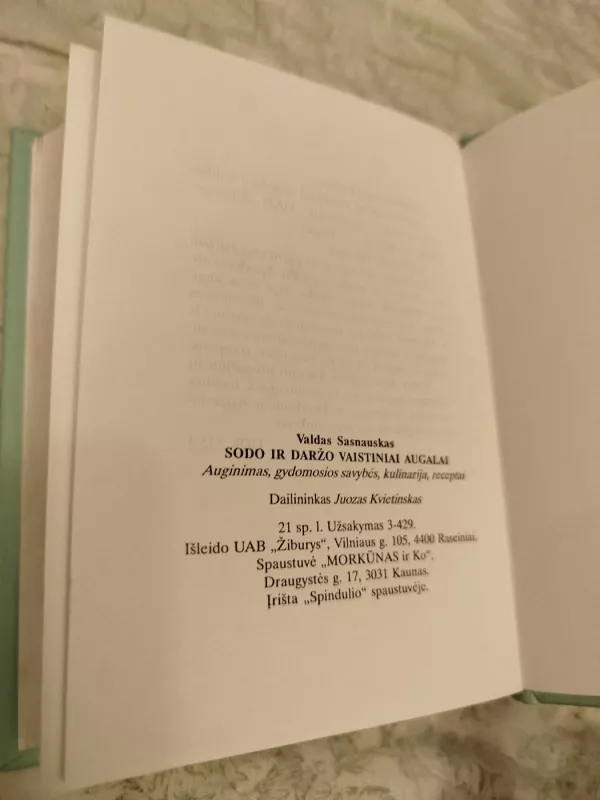 Valdas Sasnauskas
SODO IR DARŽO VAISTINIAI AUGALAI
Auginimas, gydomosios savybės, kulinarija, receptai
Dailininkas Juozas Kvietinskas
21 sp. l. Užsakymas 3-429.
Išleido UAB „Žiburys“, Vilniaus g. 105, 4400 Raseiniai.
Spaustuvė „MORKŪNAS ir Ko“,
Draugystės g. 17, 3031 Kaunas.
Įrišta „Spindulio“ spaustuvėje.